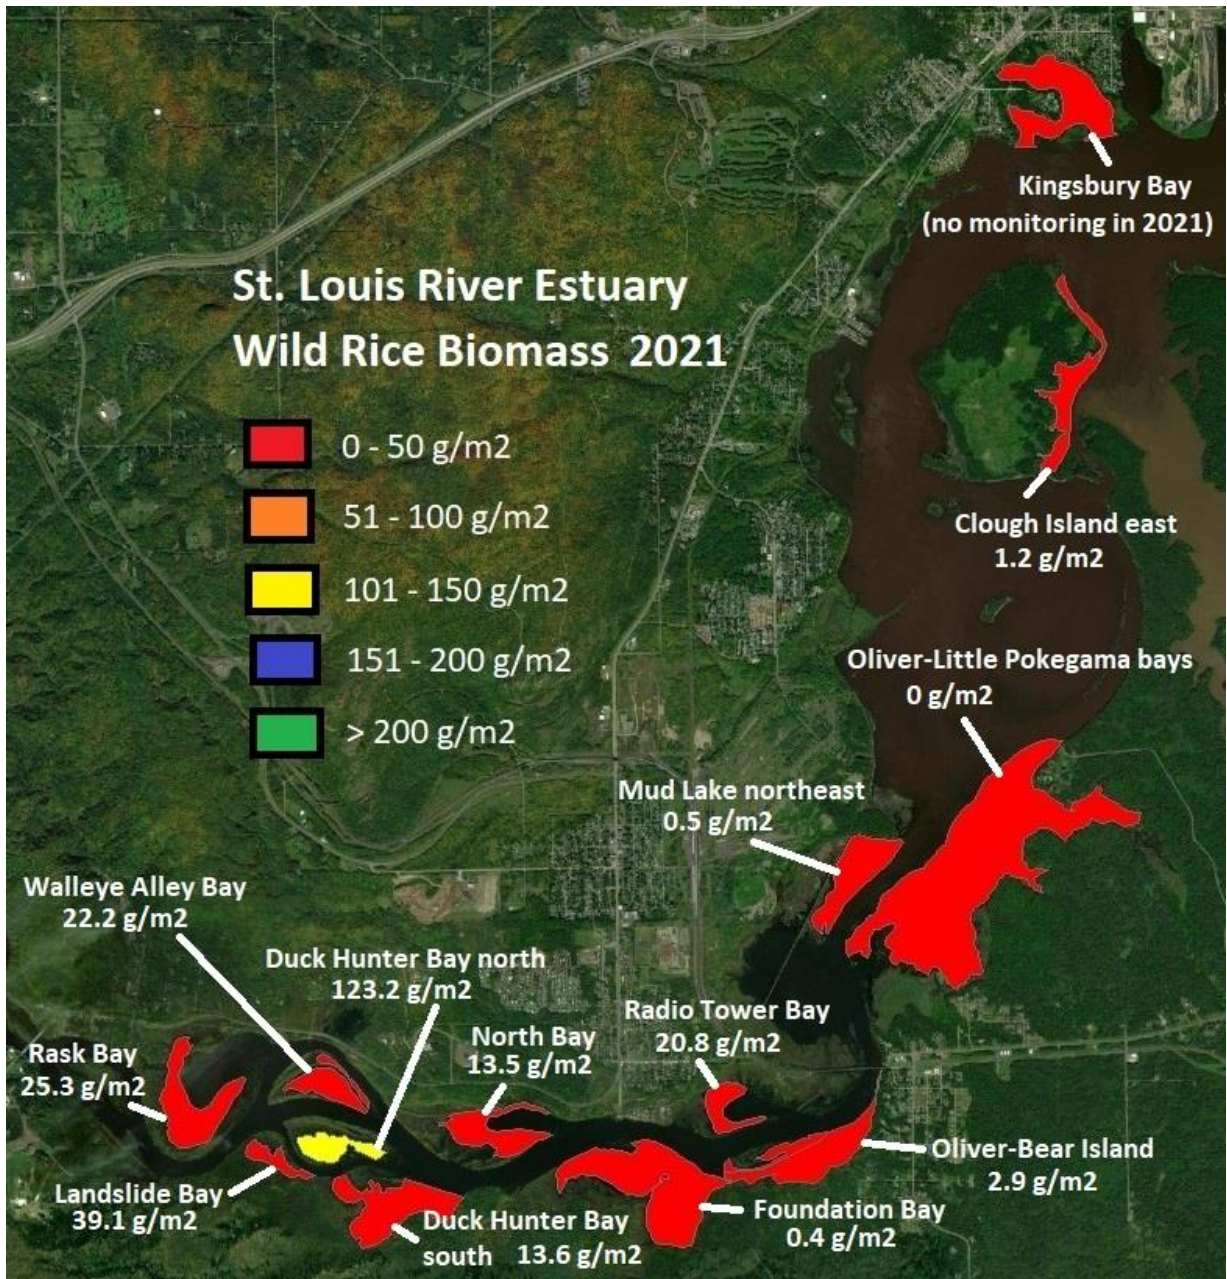 Kingsbury Bay
(no monitoring in 2021)
St. Louis River Estuary
Wild Rice Biomass 2021
0 - 50 g/m2
51 - 100 g/m2
101 - 150 g/m2
151 - 200 g/m2
> 200 g/m2
Clough Island east
1.2 g/m2
Oliver-Little Pokegama bays
0 g/m2
Mud Lake northeast
0.5 g/m2
Walleye Alley Bay
22.2 g/m2
Duck Hunter Bay north
123.2 g/m2
Radio Tower Bay
20.8 g/m2
North Bay
13.5 g/m2
Rask Bay
25.3 g/m2
Oliver-Bear Island
2.9 g/m2
Landslide Bay
39.1 g/m2
Duck Hunter Bay
south 13.6 g/m2
Foundation Bay
0.4 g/m2